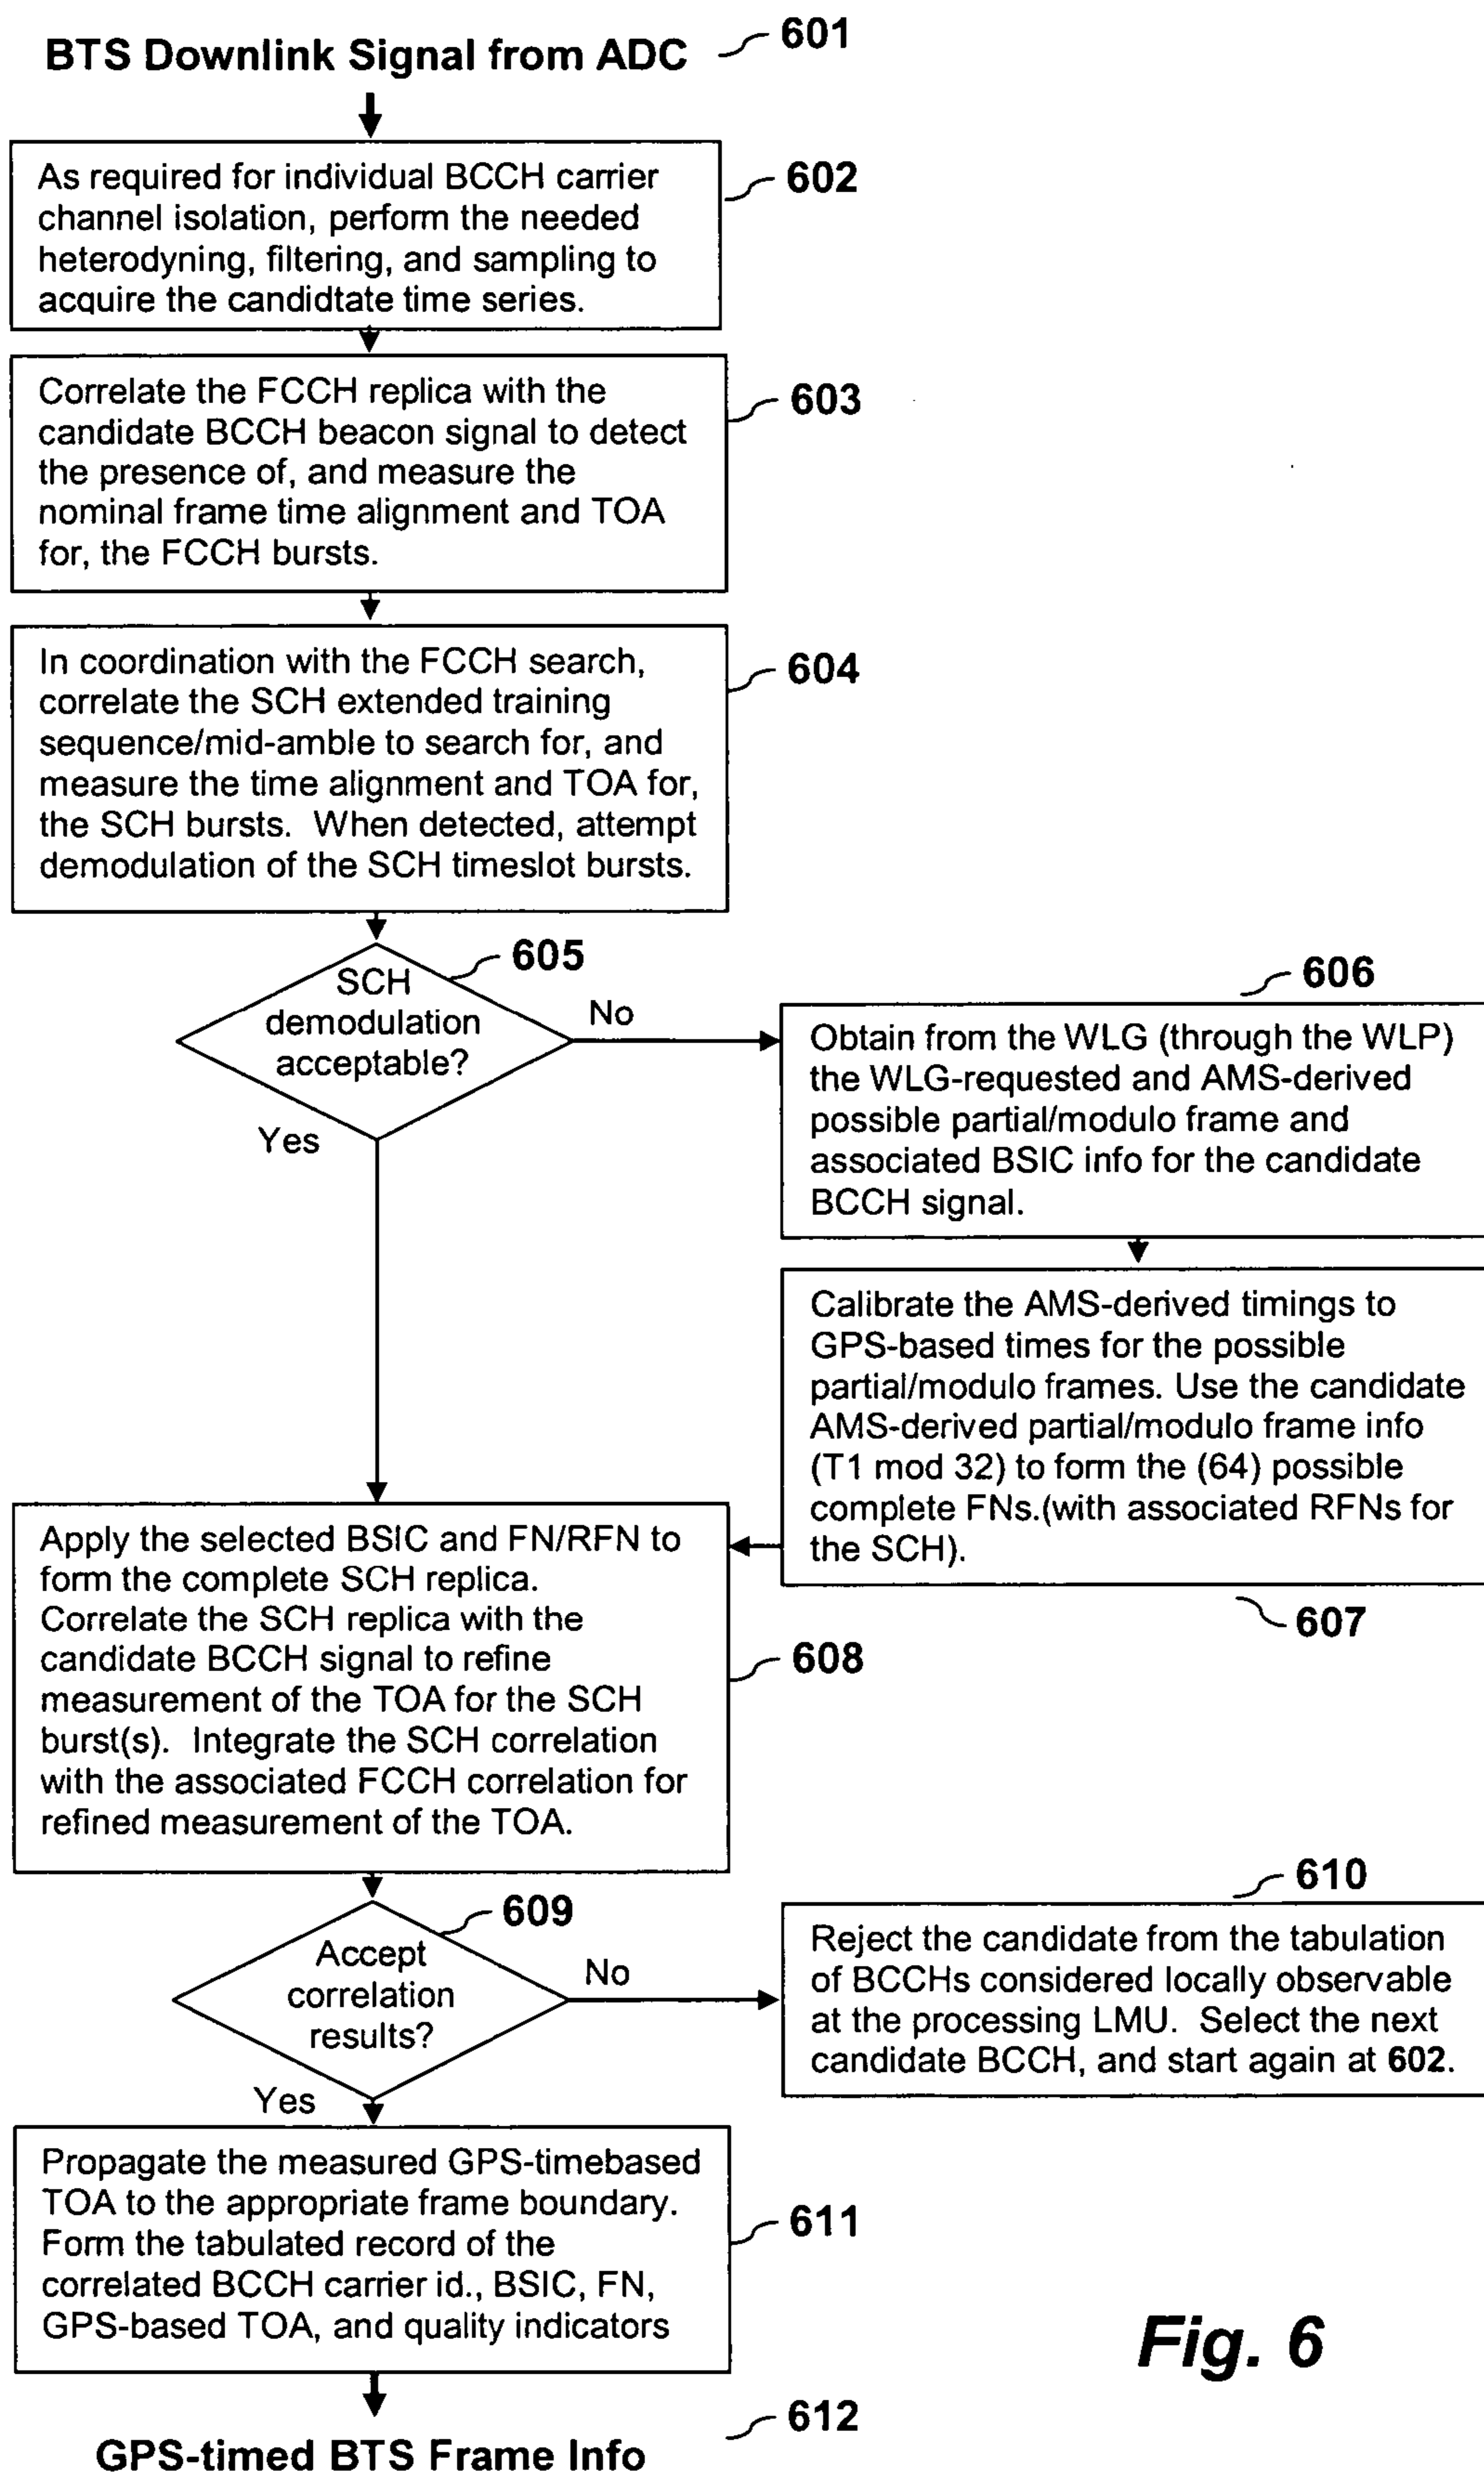 BTS Downlink Signal from ADC
601
As required for individual BCCH carrier
channel isolation, perform the needed
heterodyning, filtering, and sampling to
acquire the candidtate time series.
602
Correlate the FCCH replica with the
candidate BCCH beacon signal to detect
the presence of, and measure the
nominal frame time alignment and TOA
for, the FCCH bursts.
603
In coordination with the FCCH search,
correlate the SCH extended training
sequence/mid-amble to search for, and
measure the time alignment and TOA for,
the SCH bursts.  When detected, attempt
demodulation of the SCH timeslot bursts.
604
SCH
demodulation
acceptable?
605
No
Yes
606
Obtain from the WLG (through the WLP)
the WLG-requested and AMS-derived
possible partial/modulo frame and
associated BSIC info for the candidate
BCCH signal.
Calibrate the AMS-derived timings to
GPS-based times for the possible
partial/modulo frames. Use the candidate
AMS-derived partial/modulo frame info
(T1 mod 32) to form the (64) possible
complete FNs.(with associated RFNs for
the SCH).
607
Apply the selected BSIC and FN/RFN to
form the complete SCH replica.
Correlate the SCH replica with the
candidate BCCH signal to refine
measurement of the TOA for the SCH
burst(s).  Integrate the SCH correlation
with the associated FCCH correlation for
refined measurement of the TOA.
608
Accept
correlation
results?
609
No
Yes
610
Reject the candidate from the tabulation
of BCCHs considered locally observable
at the processing LMU.  Select the next
candidate BCCH, and start again at 602.
Propagate the measured GPS-timebased
TOA to the appropriate frame boundary.
Form the tabulated record of the
correlated BCCH carrier id., BSIC, FN,
GPS-based TOA, and quality indicators
611
GPS-timed BTS Frame Info
612
Fig. 6